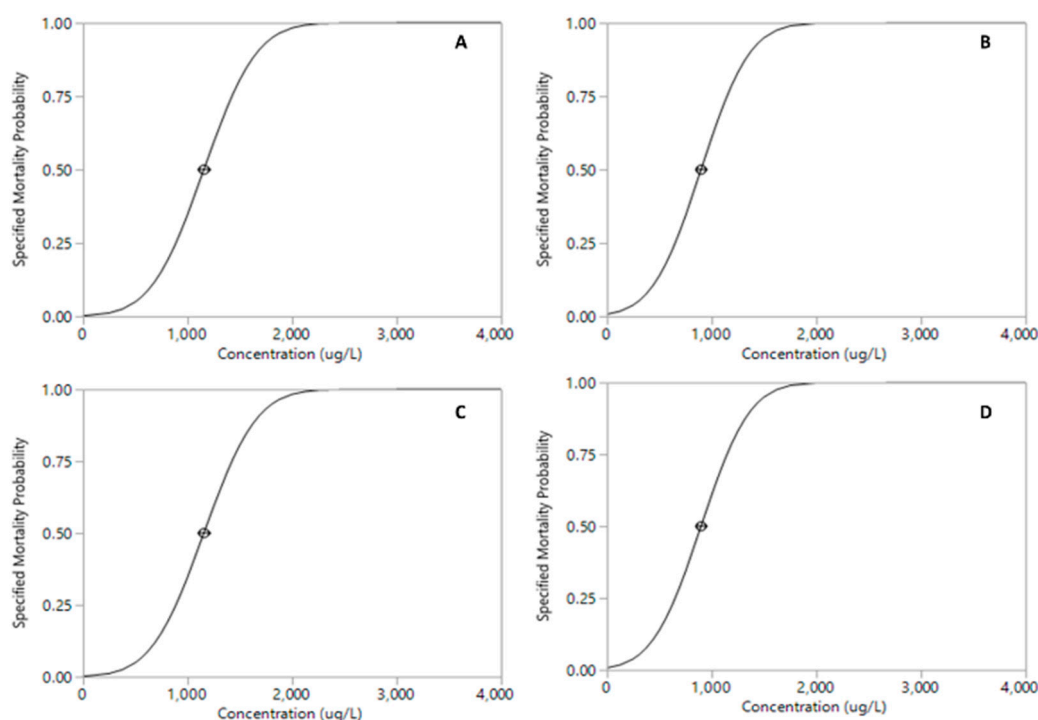 1.00
A
0.75
0.50
0.25
0.00
0 1,000 2,000 3,000 4,000
Concentration (ug/L)
Specified Mortality Probability
1.00
B
0.75
0.50
0.25
0.00
0 1,000 2,000 3,000 4,000
Concentration (ug/L)
Specified Mortality Probability
1.00
C
0.75
0.50
0.25
0.00
0 1,000 2,000 3,000 4,000
Concentration (ug/L)
Specified Mortality Probability
1.00
D
0.75
0.50
0.25
0.00
0 1,000 2,000 3,000 4,000
Concentration (ug/L)
Specified Mortality Probability